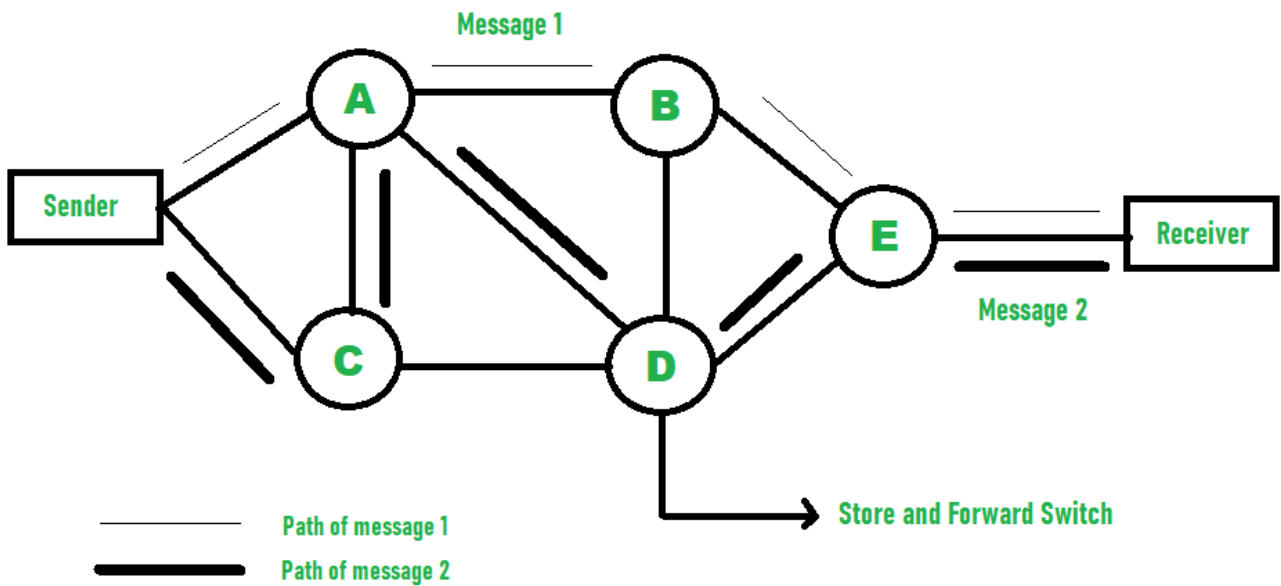 Message 1
A
B
Sender
E
Receiver
Message 2
C
D
Store and Forward Switch
Path of message 1
Path of message 2